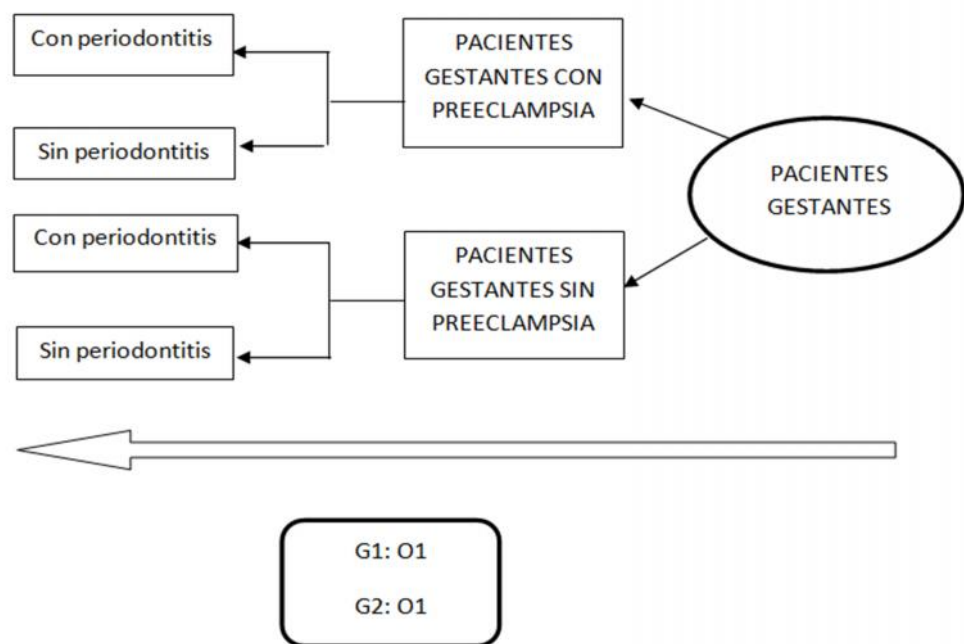 Con periodontitis
Sin periodontitis
PACIENTES
GESTANTES CON
PREECLAMPSIA
Con periodontitis
Sin periodontitis
PACIENTES
GESTANTES SIN
PREECLAMPSIA
PACIENTES
GESTANTES
G1: O1
G2: O1